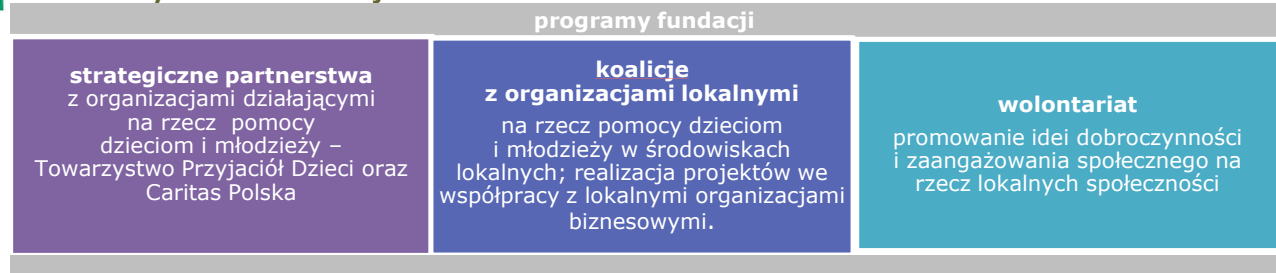 programy fundacji
strategiczne partnerstwa
z organizacjami działającymi
na rzecz pomocy
dzieciom i młodzieży –
Towarzystwo Przyjaciół Dzieci oraz
Caritas Polska
koalicje
z organizacjami lokalnymi
na rzecz pomocy dzieciom
i młodzieży w środowiskach
lokalnych; realizacja projektów we
współpracy z lokalnymi organizacjami
biznesowymi.
wolontariat
promowanie idei dobroczynności
i zaangażowania społecznego na
rzecz lokalnych społeczności